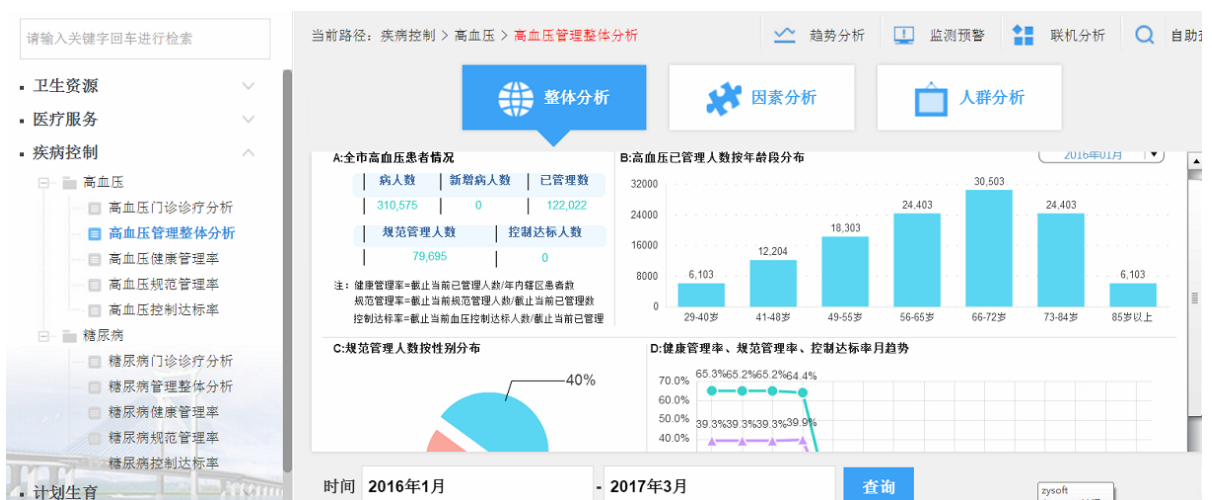 请输入关键字回车进行检索
卫生资源
医疗服务
疾病控制
高血压
高血压门诊诊疗分析
高血压管理整体分析
高血压健康管理率
高血压规范管理率
高血压控制达标率
糖尿病
糖尿病门诊诊疗分析
糖尿病管理整体分析
糖尿病健康管理率
糖尿病规范管理率
糖尿病控制达标率
计划生育
当前路径：疾病控制 > 高血压 > 高血压管理整体分析
趋势分析 监测预警 联机分析
整体分析 因素分析 人群分析
A:全市高血压患者情况
病人数 新增病人数 已管理数
310,575 0 122,022
规范管理人数 控制达标人数
79,695 0
注：健康管理率=截止当前已管理人数/年内辖区患者数
规范管理率=截止当前规范管理人数/截止当前已管理数
控制达标率=截止当前血压控制达标人数/截止当前已管理
B:高血压已管理人数按年龄段分布
2016年01月
32000
24000
16000
8000
0
6,103 12,204 18,303 24,403 30,503 24,403 6,103
29-40岁 41-48岁 49-55岁 56-65岁 66-72岁 73-84岁 85岁以上
C:规范管理人数按性别分布
40%
D:健康管理率、规范管理率、控制达标率月趋势
70.0%
60.0%
50.0%
40.0%
65.3% 65.2% 65.2% 64.4%
39.3% 39.3% 39.3% 39.9%
时间 2016年1月 - 2017年3月 查询
zysoft